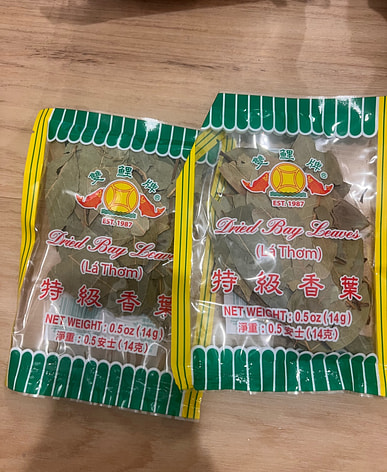 雙鯉牌®
EST 1987
Dried Bay Leaves
(Lá Thơm)
特級香葉
NET WEIGHT: 0.5 oz (14g)
淨重: 0.5安士 (14克)
雙鯉牌®
EST 1987
Dried Bay Leaves
(Lá Thơm)
特級香葉
NET WEIGHT: 0.5 oz (14g)
淨重: 0.5安士 (14克)